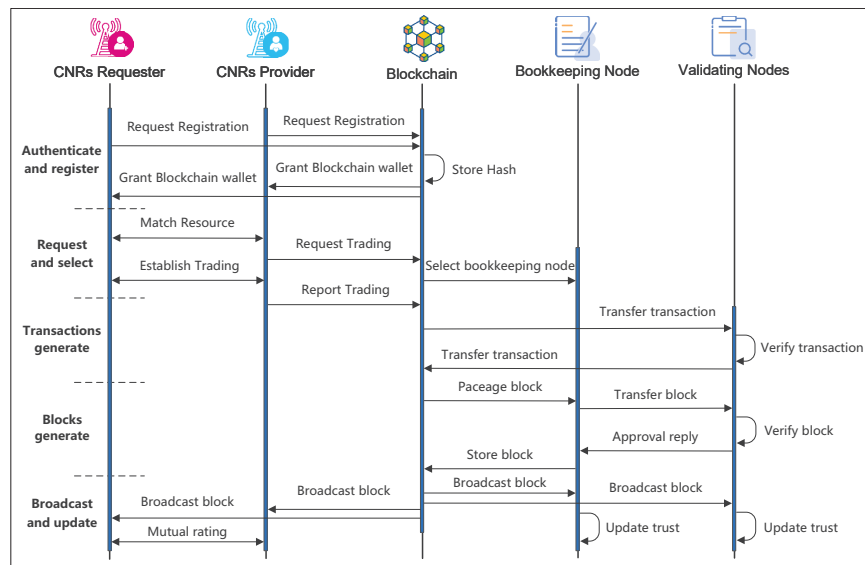 CNRs Requester
CNRs Provider
Blockchain
Bookkeeping Node
Validating Nodes
Authenticate
and register
Request Registration
Request Registration
Store Hash
Grant Blockchain wallet
Grant Blockchain wallet
Request
and select
Match Resource
Request Trading
Establish Trading
Select bookkeeping node
Report Trading
Transactions
generate
Transfer transaction
Verify transaction
Transfer transaction
Blocks
generate
Paceage block
Transfer block
Verify block
Approval reply
Store block
Broadcast
and update
Broadcast block
Broadcast block
Broadcast block
Broadcast block
Mutual rating
Update trust
Update trust